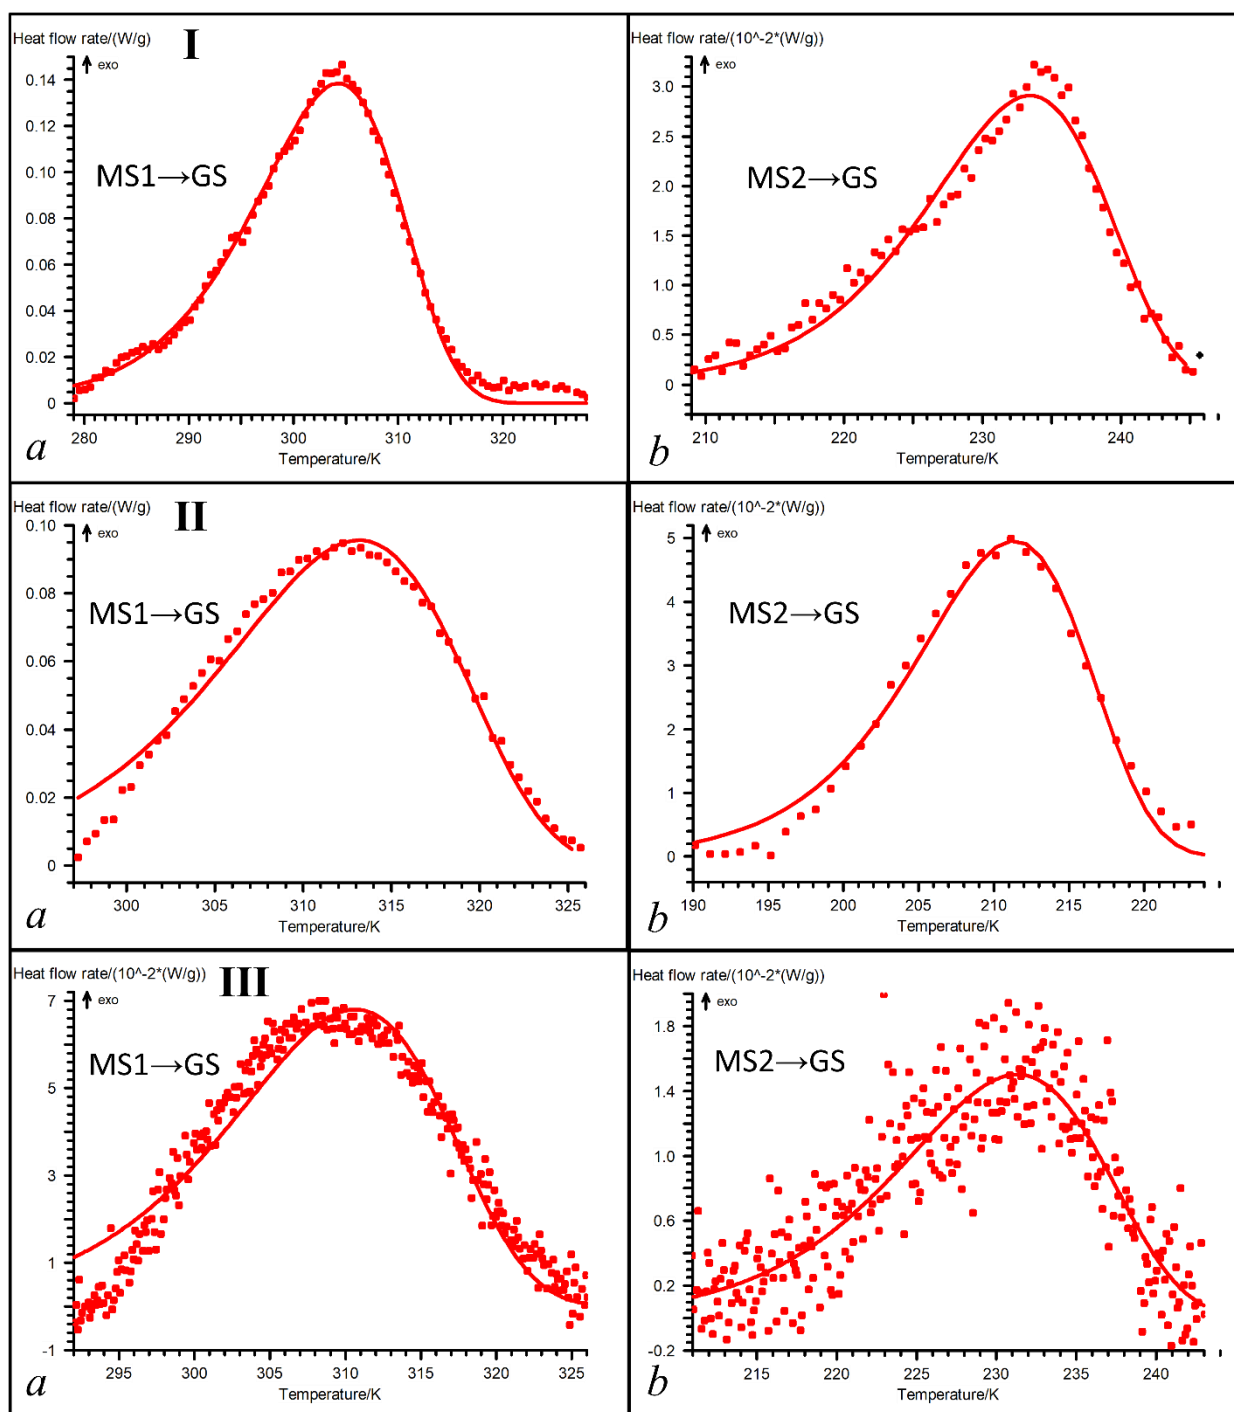 Heat flow rate/(W/g)
I
exo
MS1→GS
0.14
0.12
0.10
0.08
0.06
0.04
0.02
0
280 290 300 310 320
a
Temperature/K
Heat flow rate/(10^-2*(W/g))
exo
MS2→GS
3.0
2.5
2.0
1.5
1.0
0.5
0
210 220 230 240
b
Temperature/K
Heat flow rate/(W/g)
II
exo
MS1→GS
0.10
0.08
0.06
0.04
0.02
0
300 305 310 315 320 325
a
Temperature/K
Heat flow rate/(10^-2*(W/g))
exo
MS2→GS
5
4
3
2
1
0
190 195 200 205 210 215 220
b
Temperature/K
Heat flow rate/(10^-2*(W/g))
III
exo
MS1→GS
7
5
3
1
-1
295 300 305 310 315 320 325
a
Temperature/K
Heat flow rate/(10^-2*(W/g))
exo
MS2→GS
1.8
1.4
1.0
0.6
0.2
-0.2
215 220 225 230 235 240
b
Temperature/K